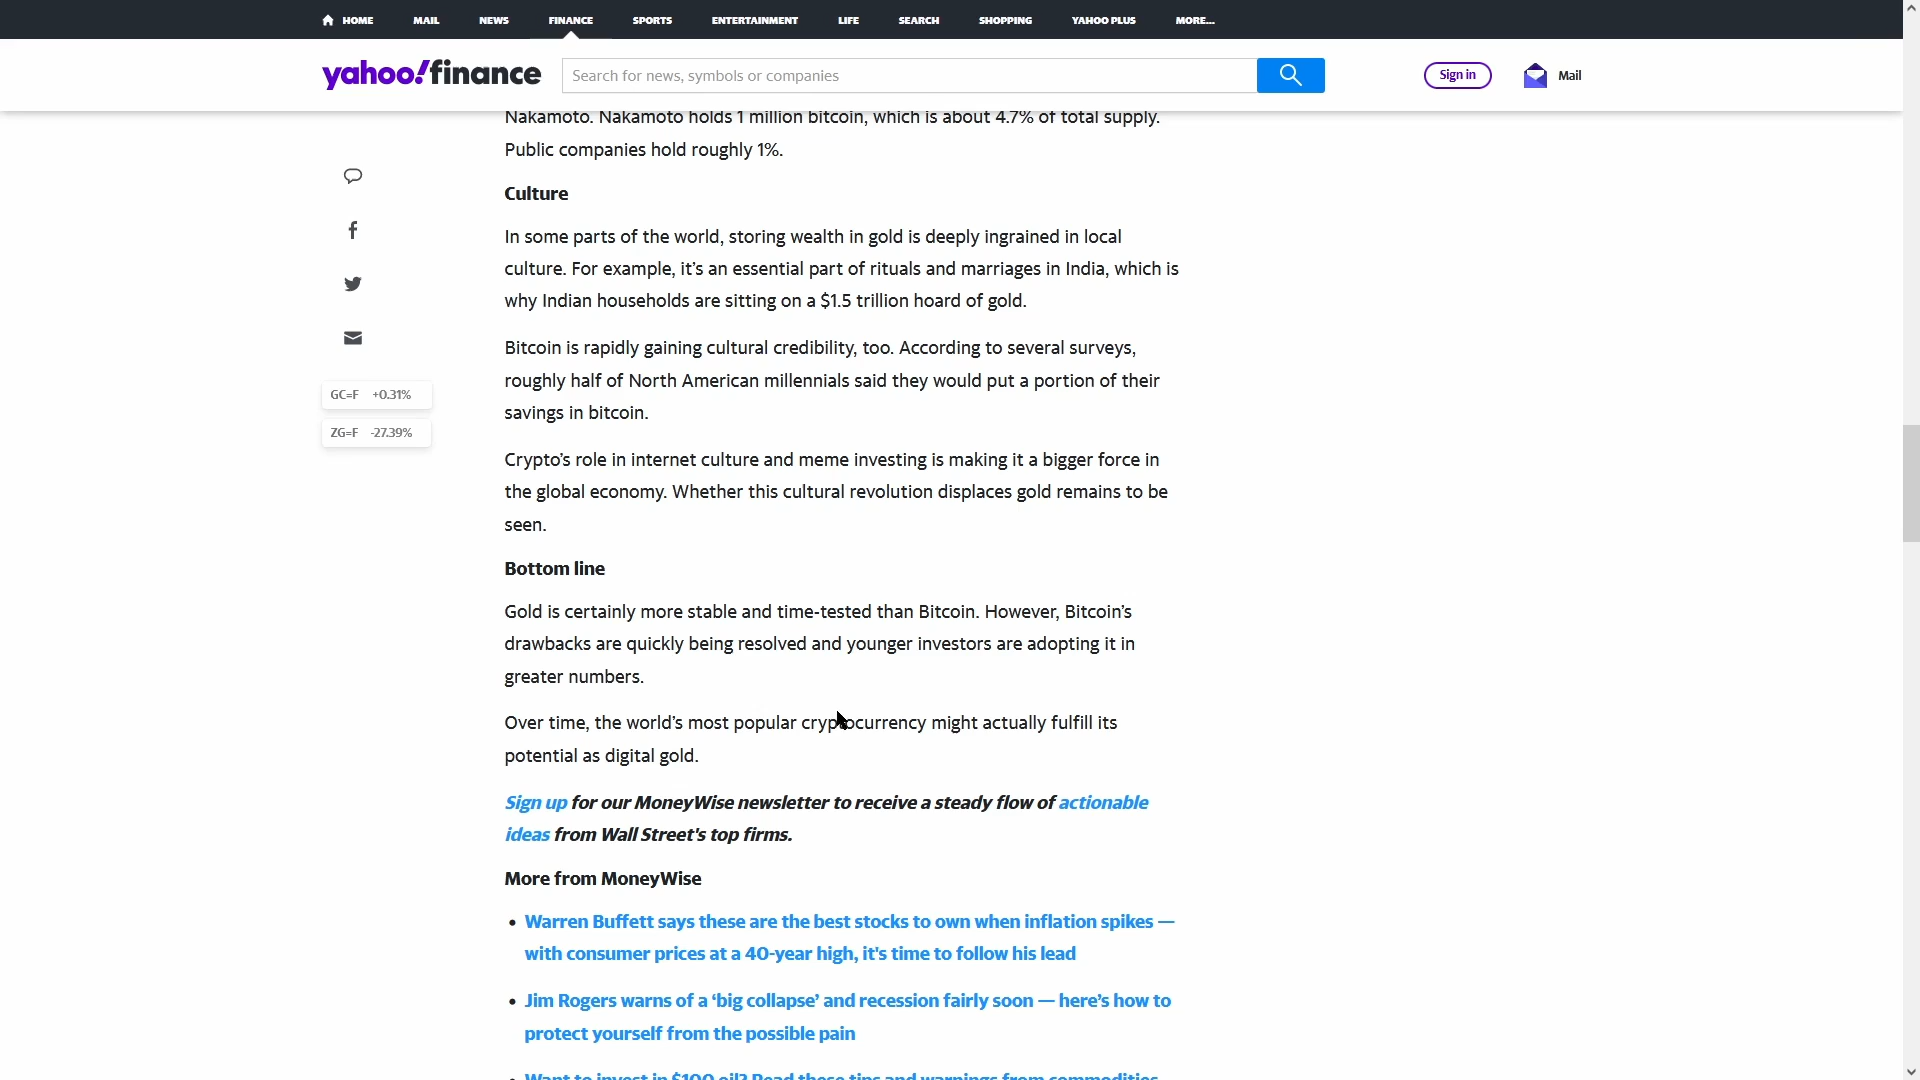 HOME MAIL NEWS FINANCE SPORTS ENTERTAINMENT LIFE SEARCH SHOPPING YAHOO PLUS MORE...
yahoo!finance Search for news, symbols or companies Sign in Mail
Nakamoto. Nakamoto holds 1 million bitcoin, which is about 4.7% of total supply.
Public companies hold roughly 1%.
Culture
In some parts of the world, storing wealth in gold is deeply ingrained in local
culture. For example, it’s an essential part of rituals and marriages in India, which is
why Indian households are sitting on a $1.5 trillion hoard of gold.
Bitcoin is rapidly gaining cultural credibility, too. According to several surveys,
roughly half of North American millennials said they would put a portion of their
savings in bitcoin.
GC=F +0.31%
ZG=F -27.39%
Crypto’s role in internet culture and meme investing is making it a bigger force in
the global economy. Whether this cultural revolution displaces gold remains to be
seen.
Bottom line
Gold is certainly more stable and time-tested than Bitcoin. However, Bitcoin’s
drawbacks are quickly being resolved and younger investors are adopting it in
greater numbers.
Over time, the world’s most popular cryptocurrency might actually fulfill its
potential as digital gold.
Sign up for our MoneyWise newsletter to receive a steady flow of actionable
ideas from Wall Street's top firms.
More from MoneyWise
• Warren Buffett says these are the best stocks to own when inflation spikes —
with consumer prices at a 40-year high, it's time to follow his lead
• Jim Rogers warns of a ‘big collapse’ and recession fairly soon — here’s how to
protect yourself from the possible pain
• Want to invest in $100 oil? Read these tips and warnings from commodities